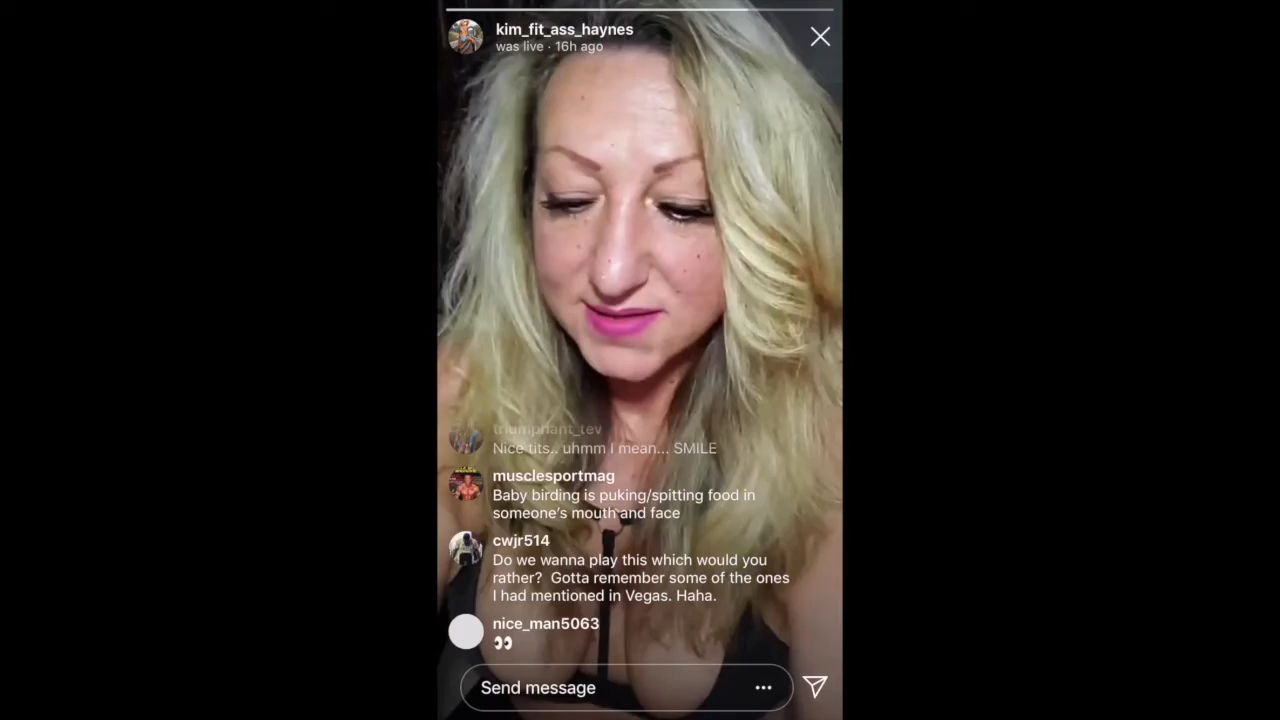 kim_fit_ass_haynes
was live · 16h ago
triumphant_tev
Nice tits.. uhmm I mean... SMILE
musclesportmag
Baby birding is puking/spitting food in
someone's mouth and face
cwjr514
Do we wanna play this which would you
rather?  Gotta remember some of the ones
I had mentioned in Vegas. Haha.
nice_man5063
👀
Send message